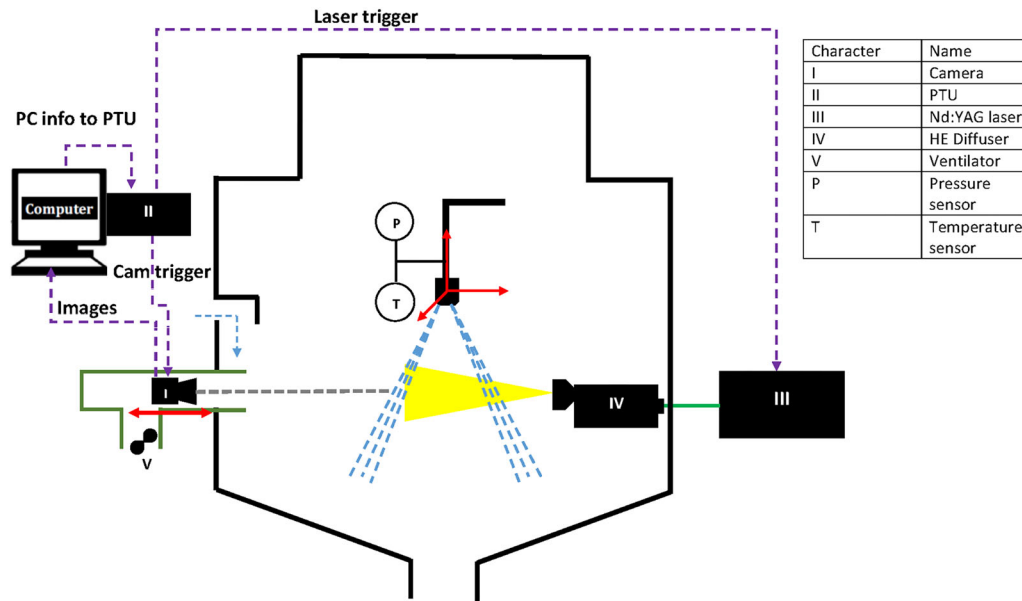 Laser trigger
PC info to PTU
Computer
II
Cam trigger
Images
I
V
P
T
IV
III
Character Name
I Camera
II PTU
III Nd:YAG laser
IV HE Diffuser
V Ventilator
P Pressure
sensor
T Temperature
sensor